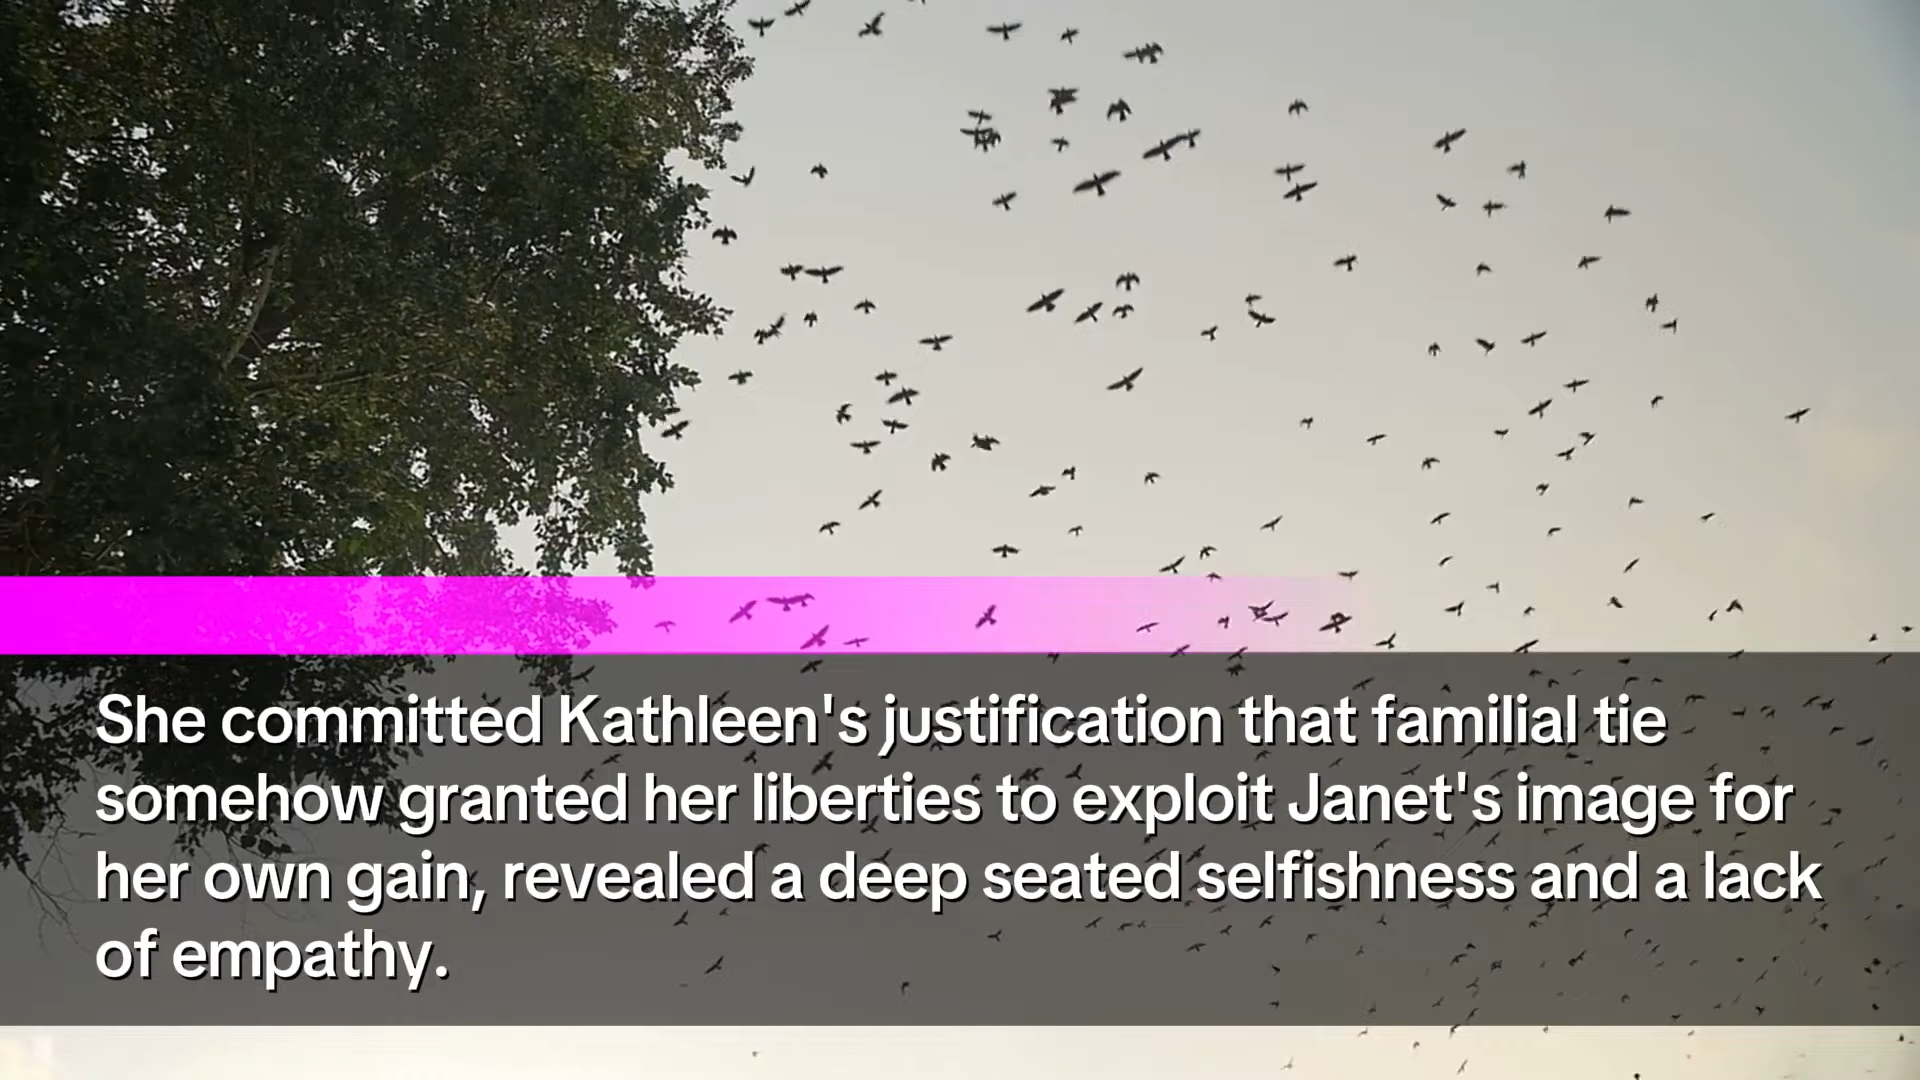 She committed Kathleen's justification that familial tie
somehow granted her liberties to exploit Janet's image for
her own gain, revealed a deep seated selfishness and a lack
of empathy.